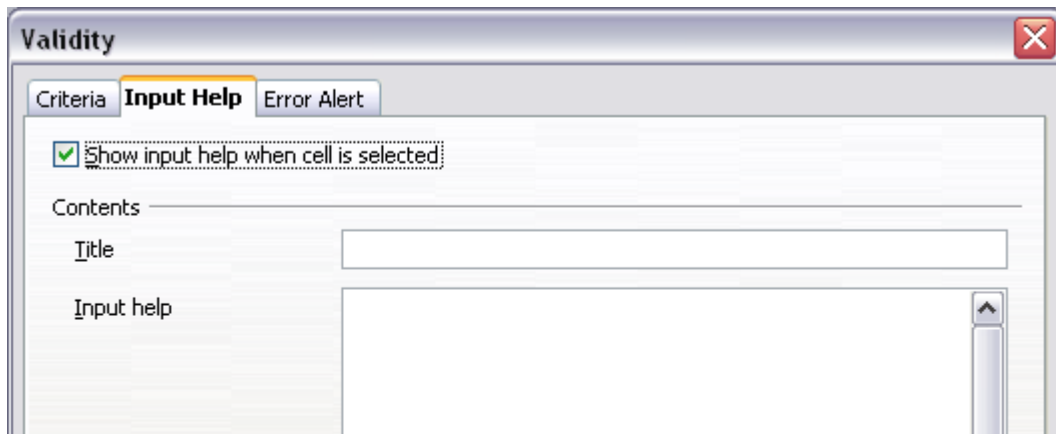 Validity
Criteria Input Help Error Alert
Show input help when cell is selected
Contents
Title
Input help